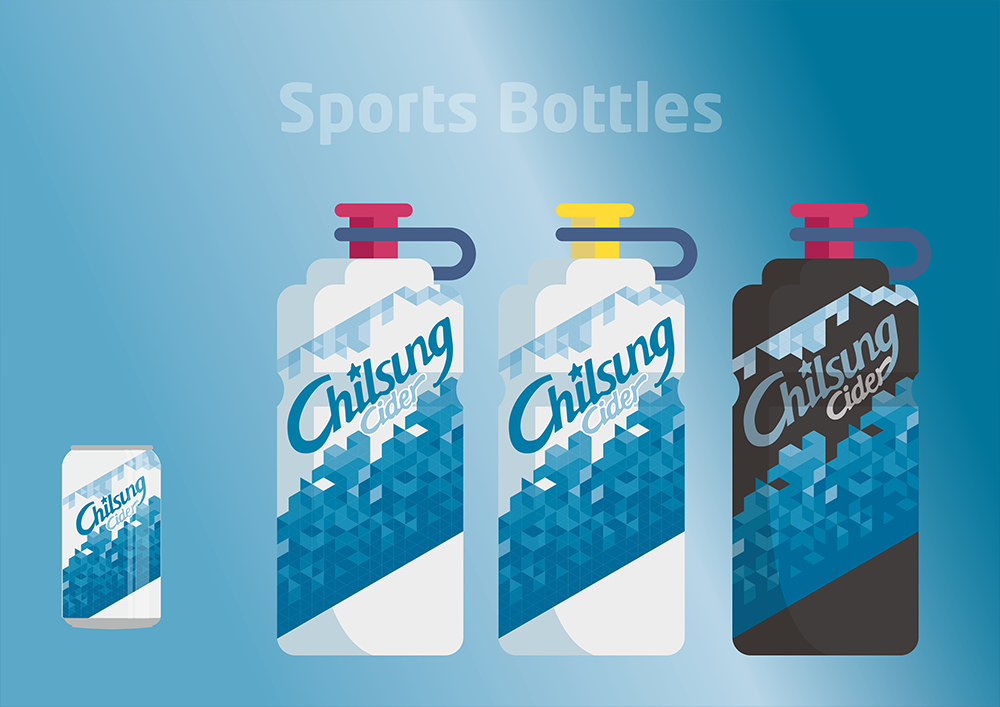 Sports Bottles
Chilsung
Cider
Chilsung
Cider
Chilsung
Cider
Chilsung
Cider